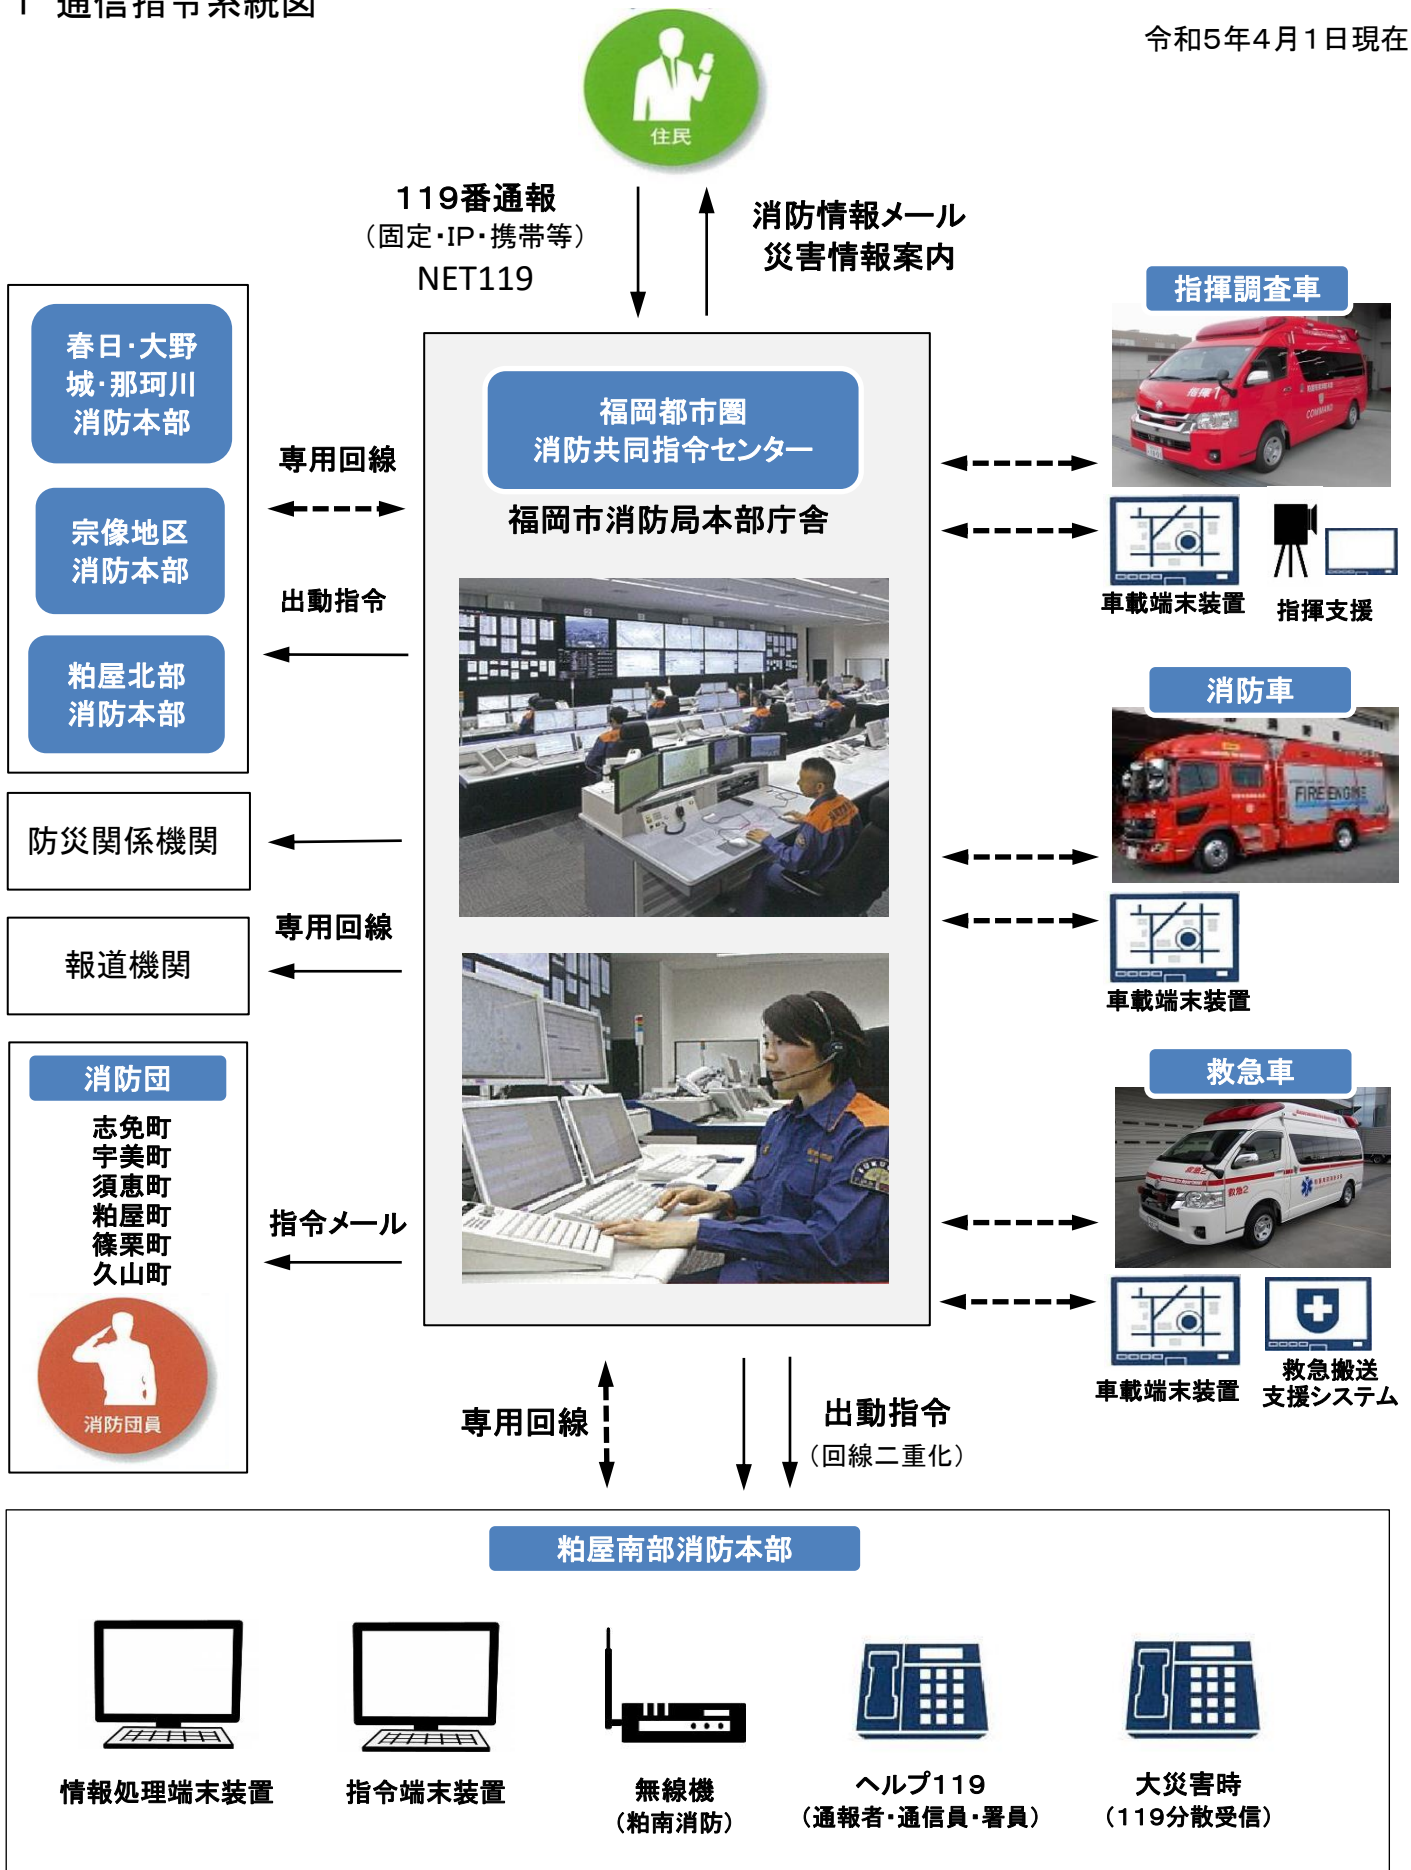 1 通信指令系統図
令和5年4月1日現在
住民
119番通報
（固定・IP・携帯等）
NET119
消防情報メール
災害情報案内
春日・大野
城・那珂川
消防本部
宗像地区
消防本部
粕屋北部
消防本部
専用回線
出動指令
福岡都市圏
消防共同指令センター
福岡市消防局本部庁舎
指揮調査車
指揮1
COMMAND
車載端末装置
指揮支援
消防車
FIRE ENGINE
車載端末装置
防災関係機関
報道機関
専用回線
消防団
志免町
宇美町
須恵町
粕屋町
篠栗町
久山町
消防団員
指令メール
救急車
救急2
救急2
車載端末装置
救急搬送
支援システム
専用回線
出動指令
（回線二重化）
粕屋南部消防本部
情報処理端末装置
指令端末装置
無線機
（粕南消防）
ヘルプ119
（通報者・通信員・署員）
大災害時
（119分散受信）